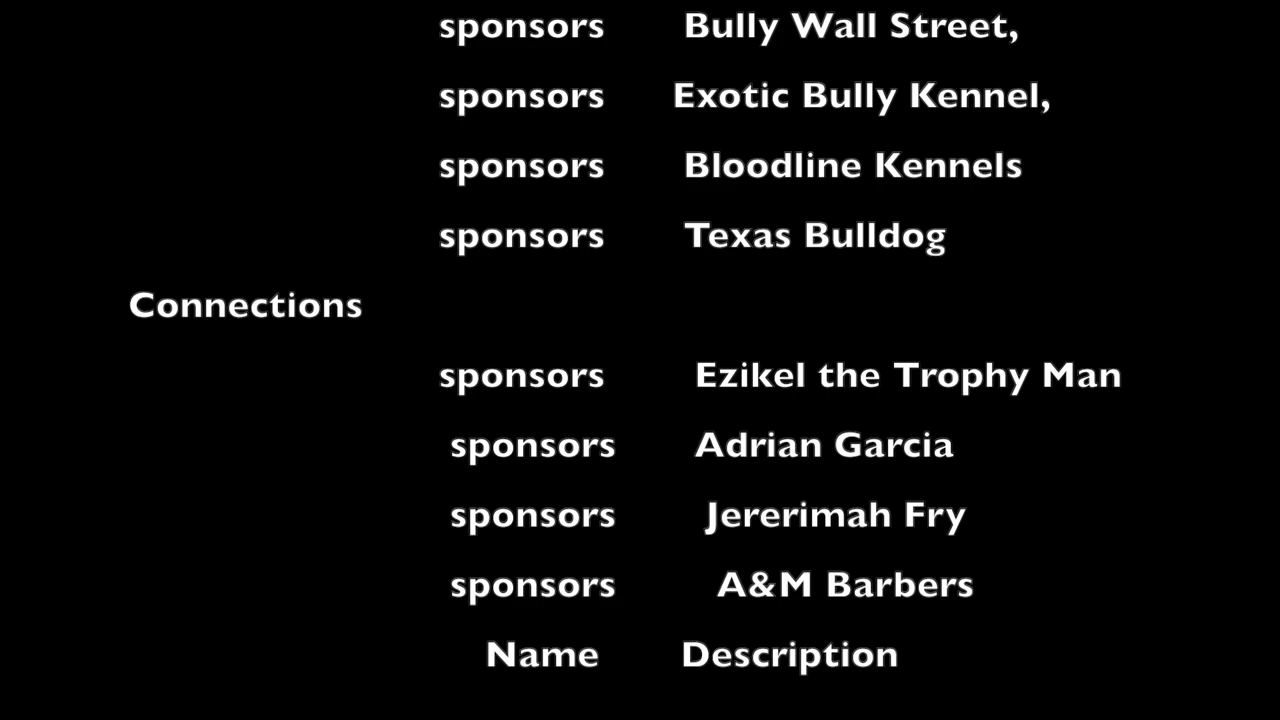 sponsors Bully Wall Street,
sponsors Exotic Bully Kennel,
sponsors Bloodline Kennels
sponsors Texas Bulldog
Connections
sponsors Ezikel the Trophy Man
sponsors Adrian Garcia
sponsors Jererimah Fry
sponsors A&M Barbers
Name Description